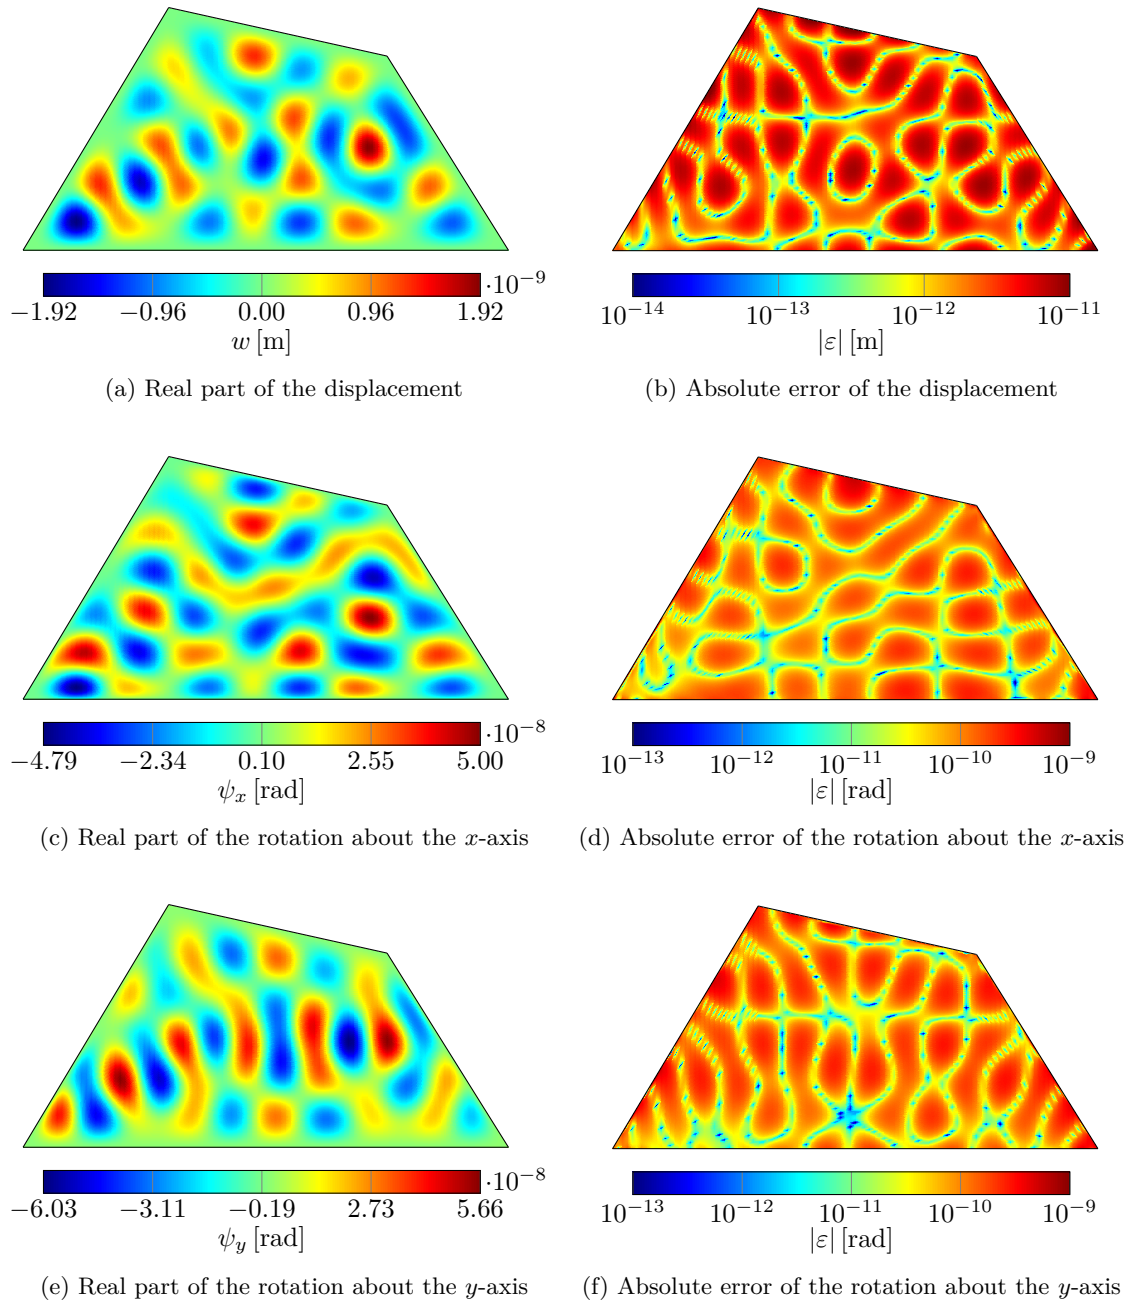 −1.92 −0.96 0.00 0.96 1.92 ·10⁻⁹
w [m]
10⁻¹⁴ 10⁻¹³ 10⁻¹² 10⁻¹¹
|ε| [m]
(a) Real part of the displacement
(b) Absolute error of the displacement
−4.79 −2.34 0.10 2.55 5.00 ·10⁻⁸
ψₓ [rad]
10⁻¹³ 10⁻¹² 10⁻¹¹ 10⁻¹⁰ 10⁻⁹
|ε| [rad]
(c) Real part of the rotation about the x-axis
(d) Absolute error of the rotation about the x-axis
−6.03 −3.11 −0.19 2.73 5.66 ·10⁻⁸
ψ_y [rad]
10⁻¹³ 10⁻¹² 10⁻¹¹ 10⁻¹⁰ 10⁻⁹
|ε| [rad]
(e) Real part of the rotation about the y-axis
(f) Absolute error of the rotation about the y-axis